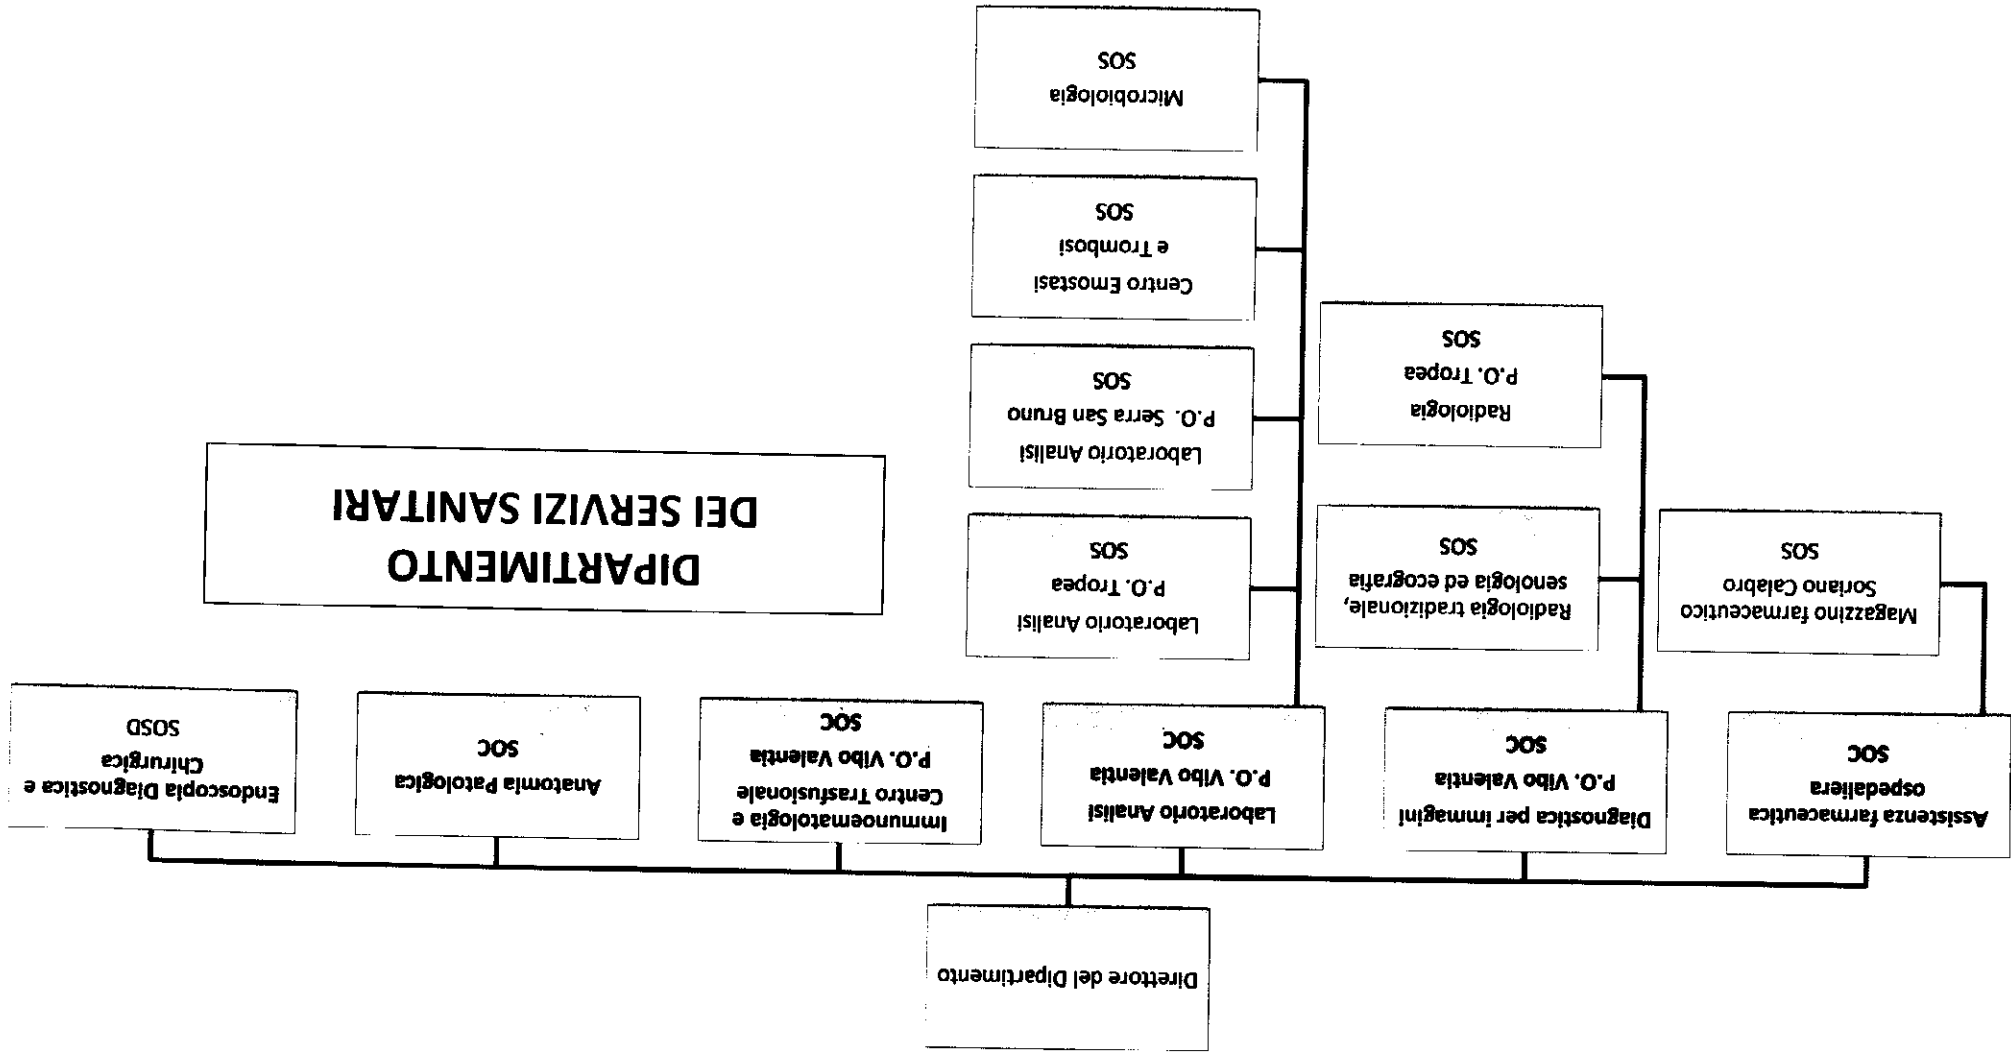 Direttore del Dipartimento
Assistenza farmaceutica
ospedaliera
SOC
Diagnostica per immagini
P.O. Vibo Valentia
SOC
Laboratorio Analisi
P.O. Vibo Valentia
SOC
Immunoematologia e
Centro Trasfusionale
P.O. Vibo Valentia
SOC
Anatomia Patologica
SOC
Endoscopia Diagnostica e
Chirurgica
SOSD
Magazzino farmaceutico
Soriano Calabro
SOS
Radiologia tradizionale,
senologia ed ecografia
SOS
Radiologia
P.O. Tropea
SOS
Laboratorio Analisi
P.O. Tropea
SOS
Laboratorio Analisi
P.O. Serra San Bruno
SOS
Centro Emostasi
e Trombosi
SOS
Microbiologia
SOS
DIPARTIMENTO
DEI SERVIZI SANITARI